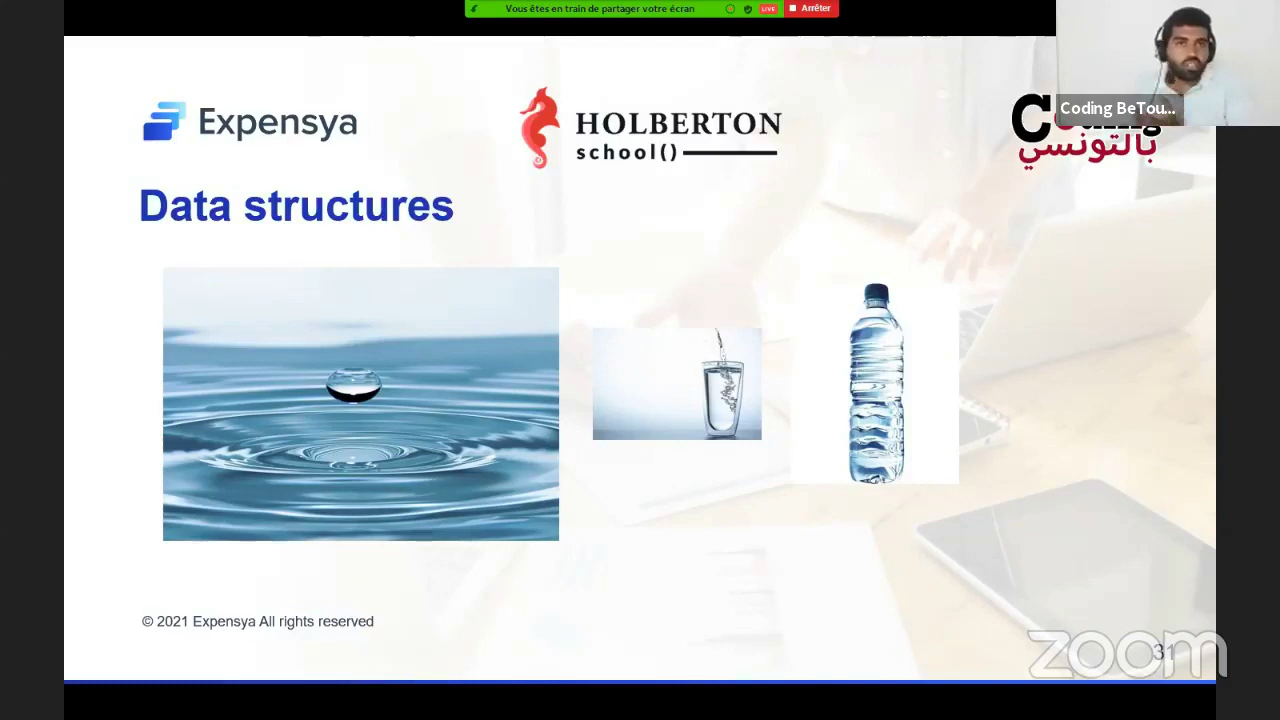 Vous êtes en train de partager votre écran
LIVE
Arrêter
Coding BeTou...
Expensya
HOLBERTON
school()
بالتونسي
Data structures
© 2021 Expensya All rights reserved
31
zoom